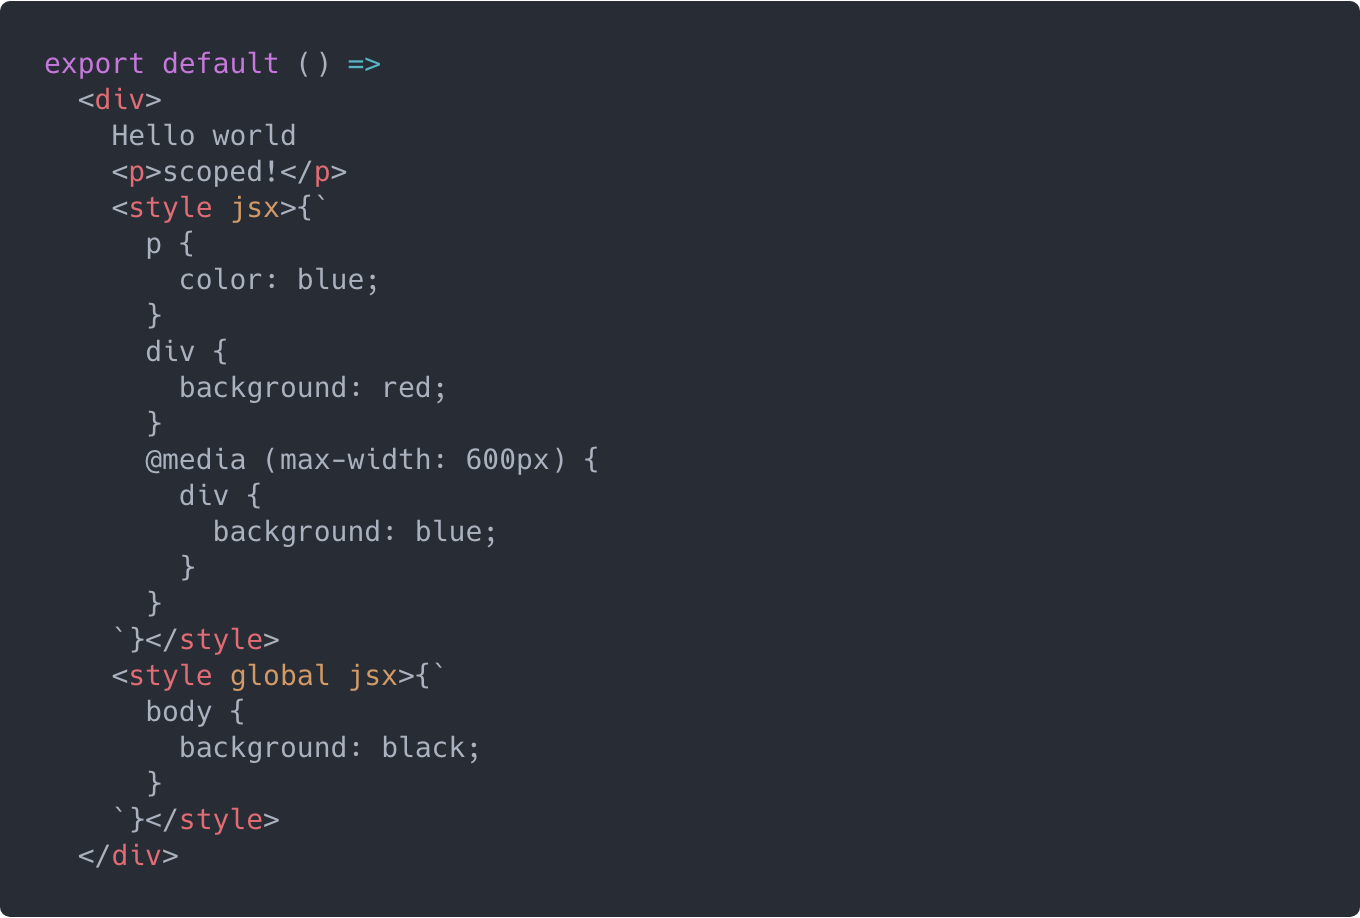 export default () =>
  <div>
    Hello world
    <p>scoped!</p>
    <style jsx>{`
      p {
        color: blue;
      }
      div {
        background: red;
      }
      @media (max-width: 600px) {
        div {
          background: blue;
        }
      }
    `}</style>
    <style global jsx>{`
      body {
        background: black;
      }
    `}</style>
  </div>